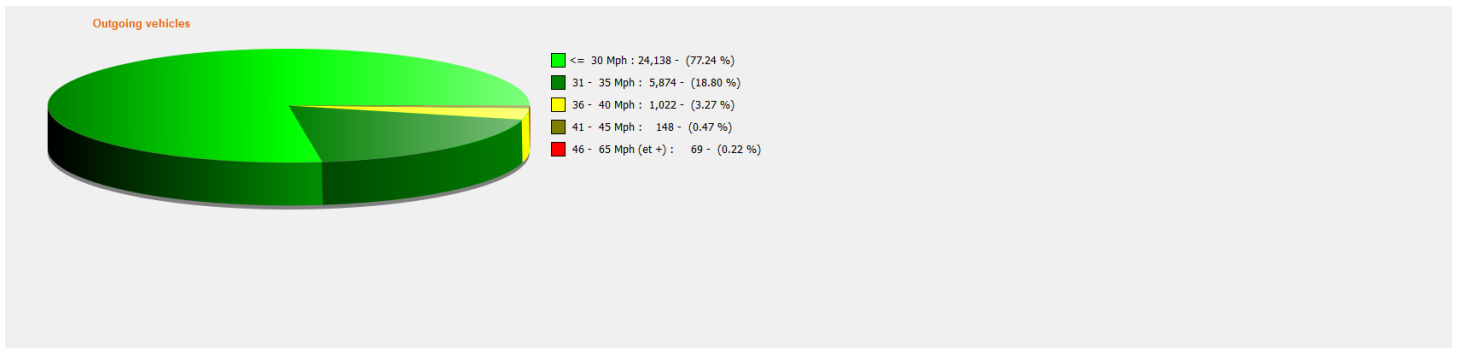 Outgoing vehicles
<= 30 Mph : 24,138 - (77.24 %)
31 - 35 Mph : 5,874 - (18.80 %)
36 - 40 Mph : 1,022 - (3.27 %)
41 - 45 Mph : 148 - (0.47 %)
46 - 65 Mph (et +) : 69 - (0.22 %)